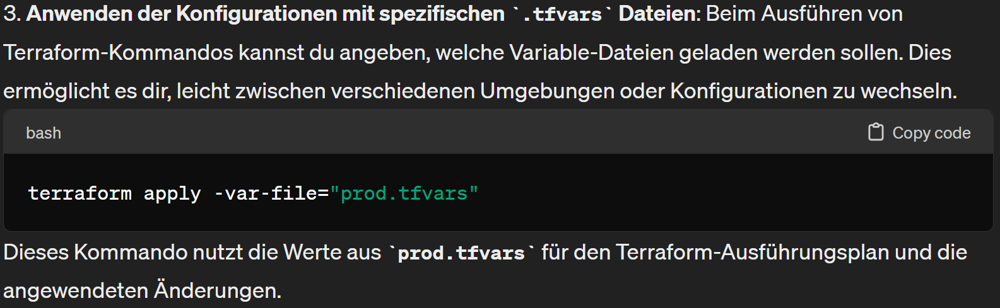 3. Anwenden der Konfigurationen mit spezifischen `.tfvars` Dateien: Beim Ausführen von
Terraform-Kommandos kannst du angeben, welche Variable-Dateien geladen werden sollen. Dies
ermöglicht es dir, leicht zwischen verschiedenen Umgebungen oder Konfigurationen zu wechseln.
bash
Copy code
terraform apply -var-file="prod.tfvars"
Dieses Kommando nutzt die Werte aus `prod.tfvars` für den Terraform-Ausführungsplan und die
angewendeten Änderungen.